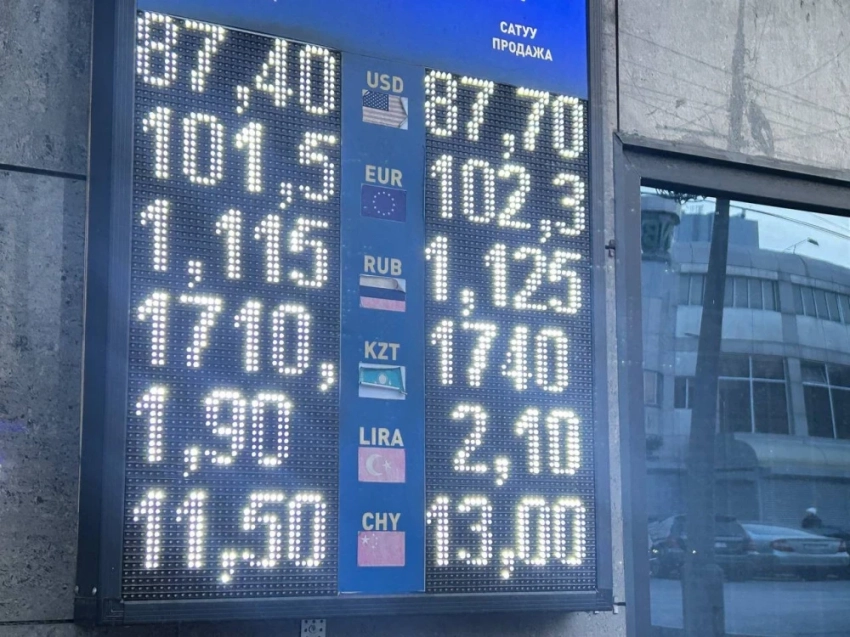 САТУУ
ПРОДАЖА
87,40 USD 87,70
101,5 EUR 102,3
1,115 RUB 1,125
1710, KZT 1740
1,90 LIRA 2,10
11,50 CHY 13,00